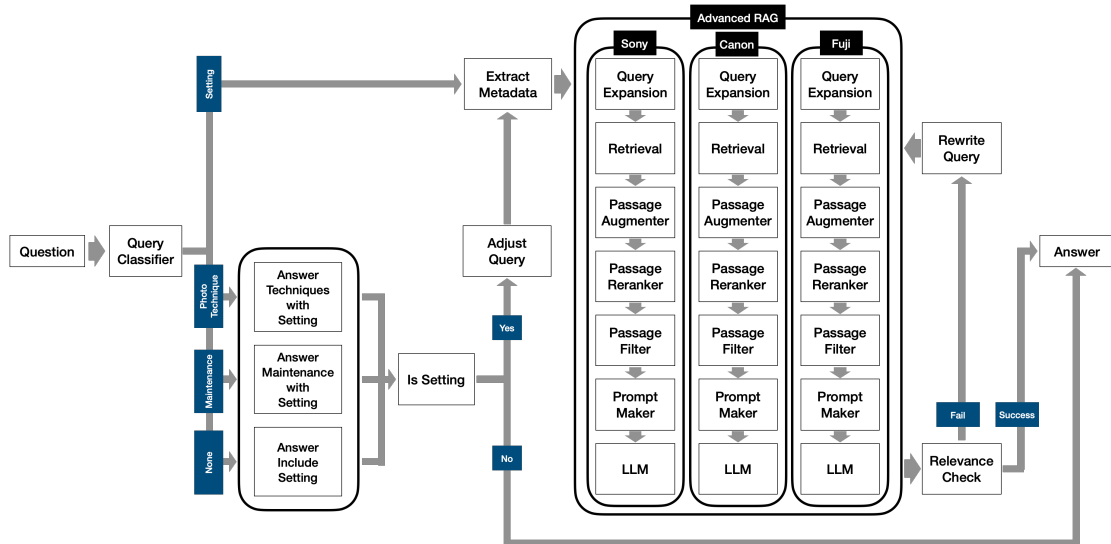 Advanced RAG
Sony
Canon
Fuji
Setting
Extract
Metadata
Query
Expansion
Query
Expansion
Query
Expansion
Retrieval
Retrieval
Retrieval
Rewrite
Query
Passage
Augmenter
Passage
Augmenter
Passage
Augmenter
Question
Query
Classifier
Adjust
Query
Answer
Photo
Technique
Answer
Techniques
with
Setting
Passage
Reranker
Passage
Reranker
Passage
Reranker
Yes
Passage
Filter
Passage
Filter
Passage
Filter
Maintenance
Answer
Maintenance
with
Setting
Is Setting
Prompt
Maker
Prompt
Maker
Prompt
Maker
Fail
Success
None
Answer
Include
Setting
No
LLM
LLM
LLM
Relevance
Check